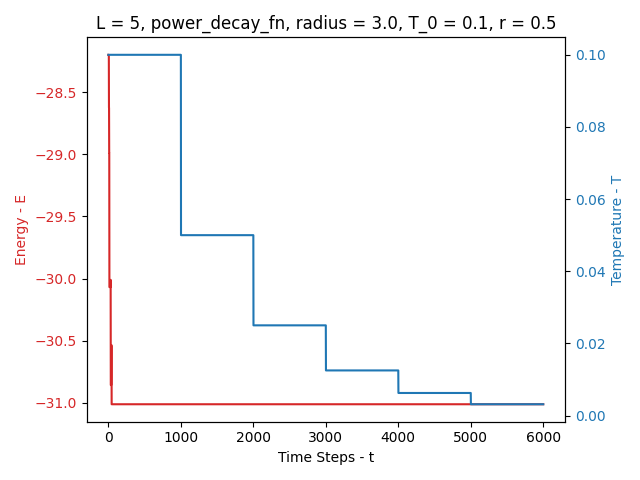 L = 5, power_decay_fn, radius = 3.0, T_0 = 0.1, r = 0.5
Energy - E
−28.5
−29.0
−29.5
−30.0
−30.5
−31.0
0.10
0.08
0.06
0.04
0.02
0.00
Temperature - T
0 1000 2000 3000 4000 5000 6000
Time Steps - t